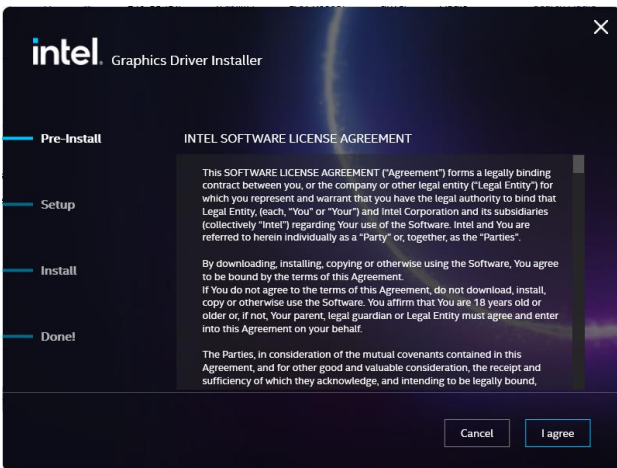 intel. Graphics Driver Installer
Pre-Install
Setup
Install
Done!
INTEL SOFTWARE LICENSE AGREEMENT
This SOFTWARE LICENSE AGREEMENT ("Agreement") forms a legally binding
contract between you, or the company or other legal entity ("Legal Entity") for
which you represent and warrant that you have the legal authority to bind that
Legal Entity, (each, "You" or "Your") and Intel Corporation and its subsidiaries
(collectively "Intel") regarding Your use of the Software. Intel and You are
referred to herein individually as a "Party" or, together, as the "Parties".
By downloading, installing, copying or otherwise using the Software, You agree
to be bound by the terms of this Agreement.
If You do not agree to the terms of this Agreement, do not download, install,
copy or otherwise use the Software. You affirm that You are 18 years old or
older or, if not, Your parent, legal guardian or Legal Entity must agree and enter
into this Agreement on your behalf.
The Parties, in consideration of the mutual covenants contained in this
Agreement, and for other good and valuable consideration, the receipt and
sufficiency of which they acknowledge, and intending to be legally bound,
Cancel
I agree